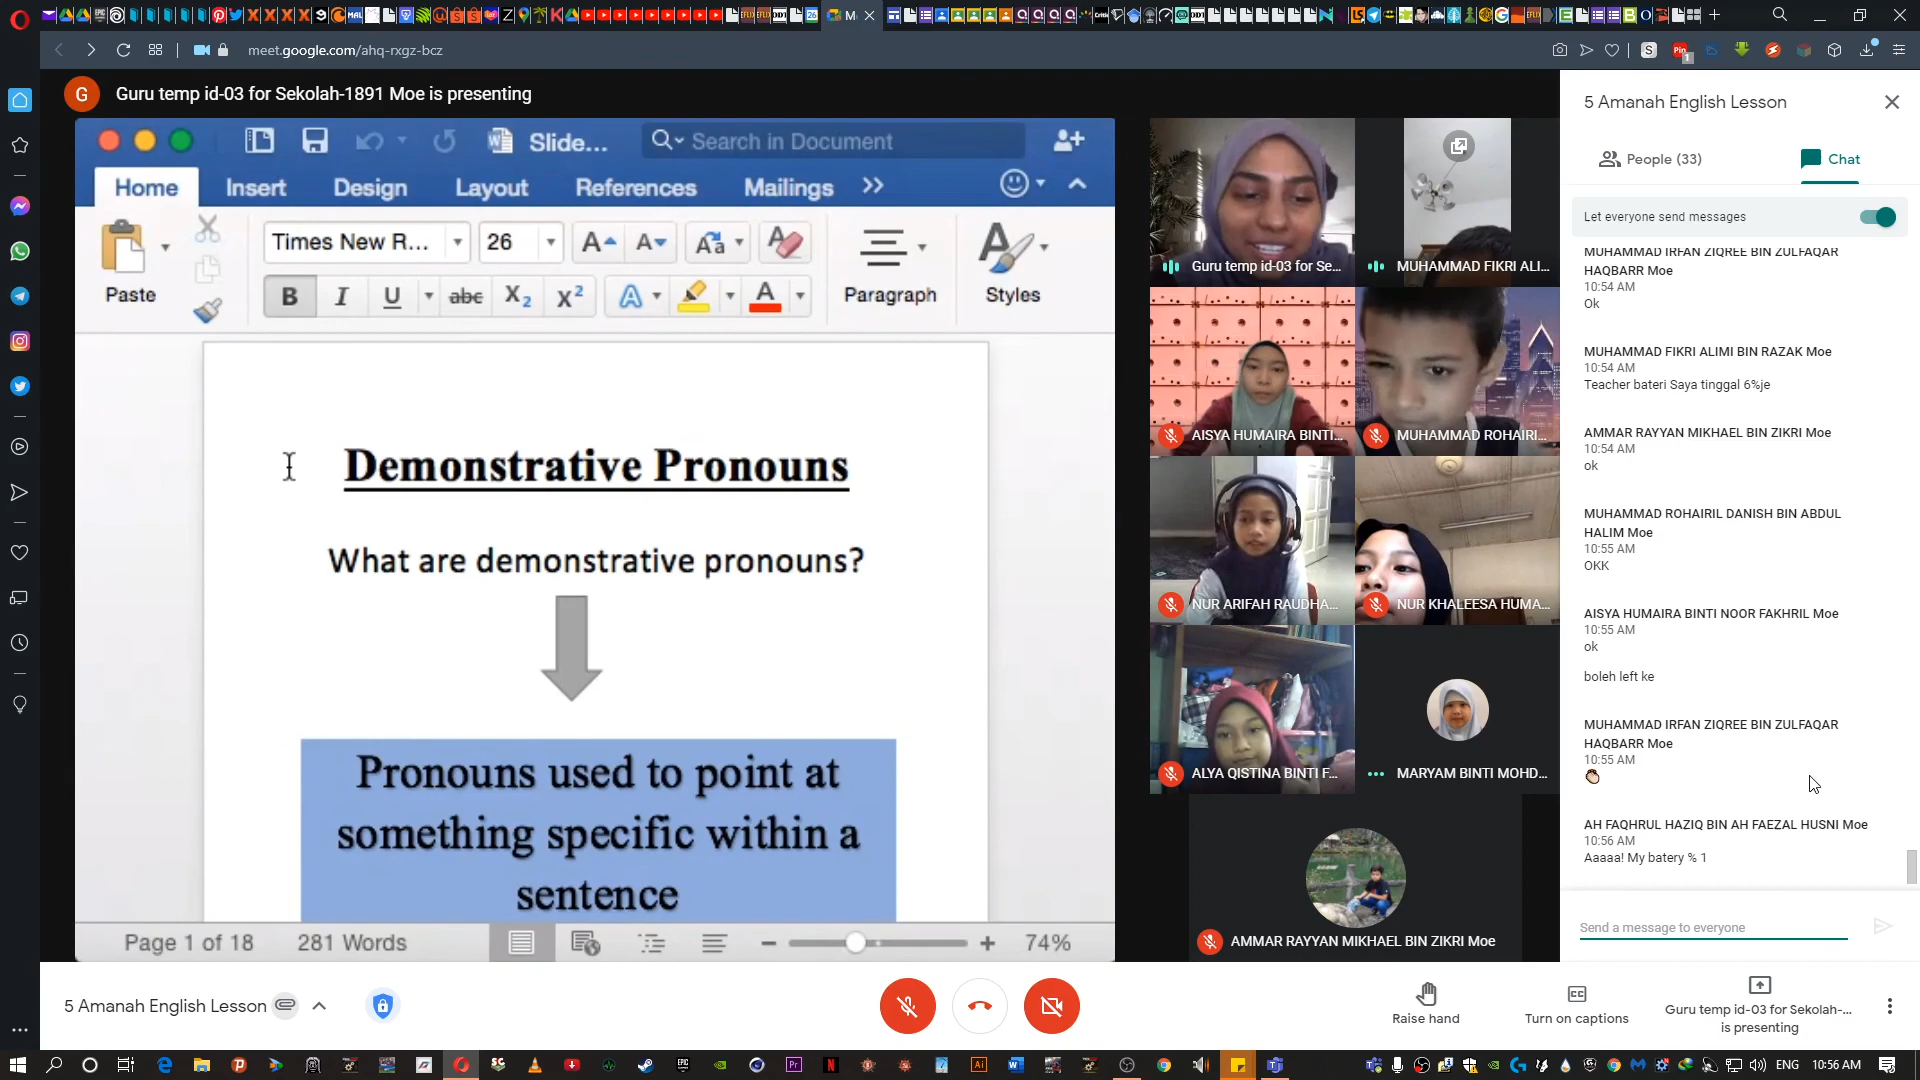 meet.google.com/ahq-rxgz-bcz
G
Guru temp id-03 for Sekolah-1891 Moe is presenting
Slide...
Search in Document
Home
Insert
Design
Layout
References
Mailings
Paste
Times New R...
26
Aa
B
I
U
abc
X2
X2
A
A
Paragraph
Styles
Demonstrative Pronouns
What are demonstrative pronouns?
Pronouns used to point at
something specific within a
sentence
Page 1 of 18
281 Words
74%
Guru temp id-03 for Se...
MUHAMMAD FIKRI ALI...
AISYA HUMAIRA BINTI...
MUHAMMAD ROHAIRI...
NUR ARIFAH RAUDHA...
NUR KHALEESA HUMA...
ALYA QISTINA BINTI F...
MARYAM BINTI MOHD...
AMMAR RAYYAN MIKHAEL BIN ZIKRI Moe
5 Amanah English Lesson
People (33)
Chat
Let everyone send messages
MUHAMMAD IRFAN ZIQREE BIN ZULFAQAR
HAQBARR Moe
10:54 AM
Ok
MUHAMMAD FIKRI ALIMI BIN RAZAK Moe
10:54 AM
Teacher bateri Saya tinggal 6%je
AMMAR RAYYAN MIKHAEL BIN ZIKRI Moe
10:54 AM
ok
MUHAMMAD ROHAIRIL DANISH BIN ABDUL
HALIM Moe
10:55 AM
OKK
AISYA HUMAIRA BINTI NOOR FAKHRIL Moe
10:55 AM
ok
boleh left ke
MUHAMMAD IRFAN ZIQREE BIN ZULFAQAR
HAQBARR Moe
10:55 AM
AH FAQHRUL HAZIQ BIN AH FAEZAL HUSNI Moe
10:56 AM
Aaaaa! My batery % 1
Send a message to everyone
5 Amanah English Lesson
Raise hand
Turn on captions
Guru temp id-03 for Sekolah-...
is presenting
ENG
10:56 AM